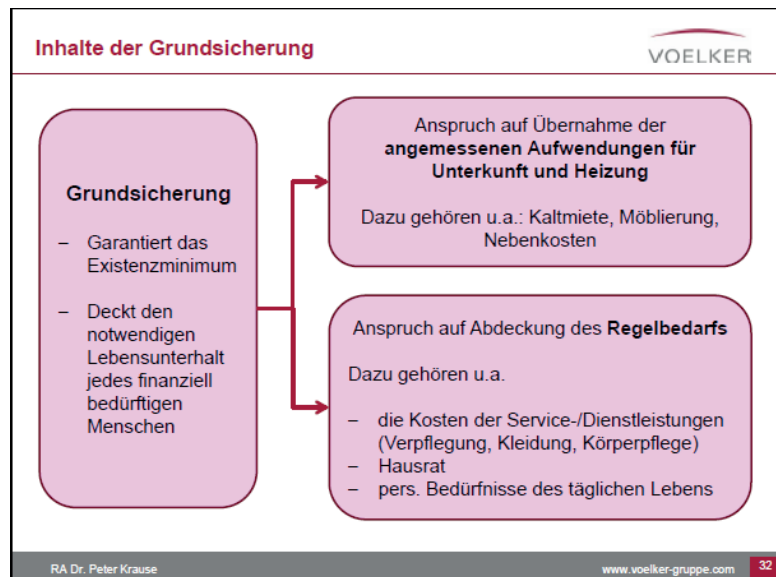 Inhalte der Grundsicherung
VOELKER
Grundsicherung
– Garantiert das
Existenzminimum
– Deckt den
notwendigen
Lebensunterhalt
jedes finanziell
bedürftigen
Menschen
Anspruch auf Übernahme der
angemessenen Aufwendungen für
Unterkunft und Heizung
Dazu gehören u.a.: Kaltmiete, Möblierung,
Nebenkosten
Anspruch auf Abdeckung des Regelbedarfs
Dazu gehören u.a.
– die Kosten der Service-/Dienstleistungen
(Verpflegung, Kleidung, Körperpflege)
– Hausrat
– pers. Bedürfnisse des täglichen Lebens
RA Dr. Peter Krause
www.voelker-gruppe.com 32